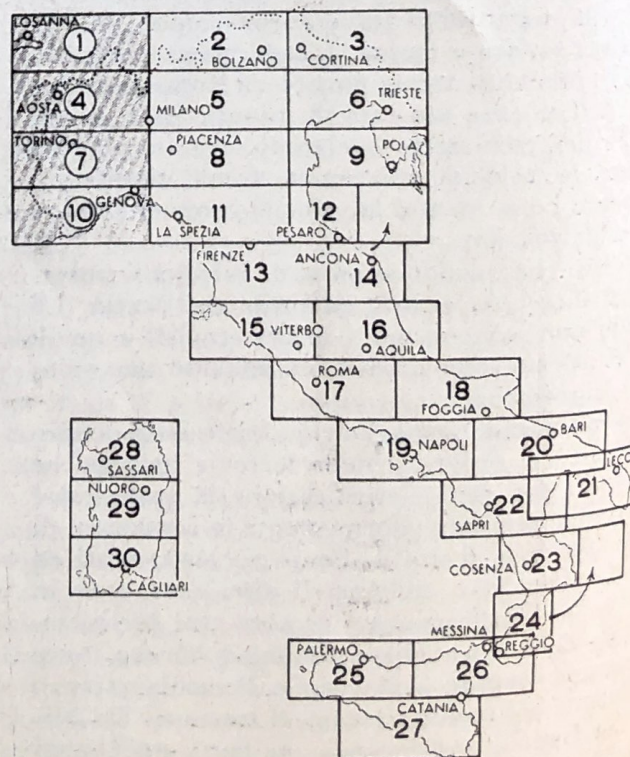 LOSANNA
1
2
3
BOLZANO
CORTINA
4
AOSTA
5
6
TRIESTE
MILANO
TORINO
7
PIACENZA
8
9
POLA
10
GENOVA
11
12
LA SPEZIA
PESARO
FIRENZE
13
ANCONA
14
15
VITERBO
16
AQUILA
ROMA
17
18
FOGGIA
28
SASSARI
19
NAPOLI
20
BARI
NUORO
29
22
21
LECC
SAPRI
30
CAGLIARI
COSENZA
23
24
MESSINA
REGGIO
PALERMO
25
26
CATANIA
27